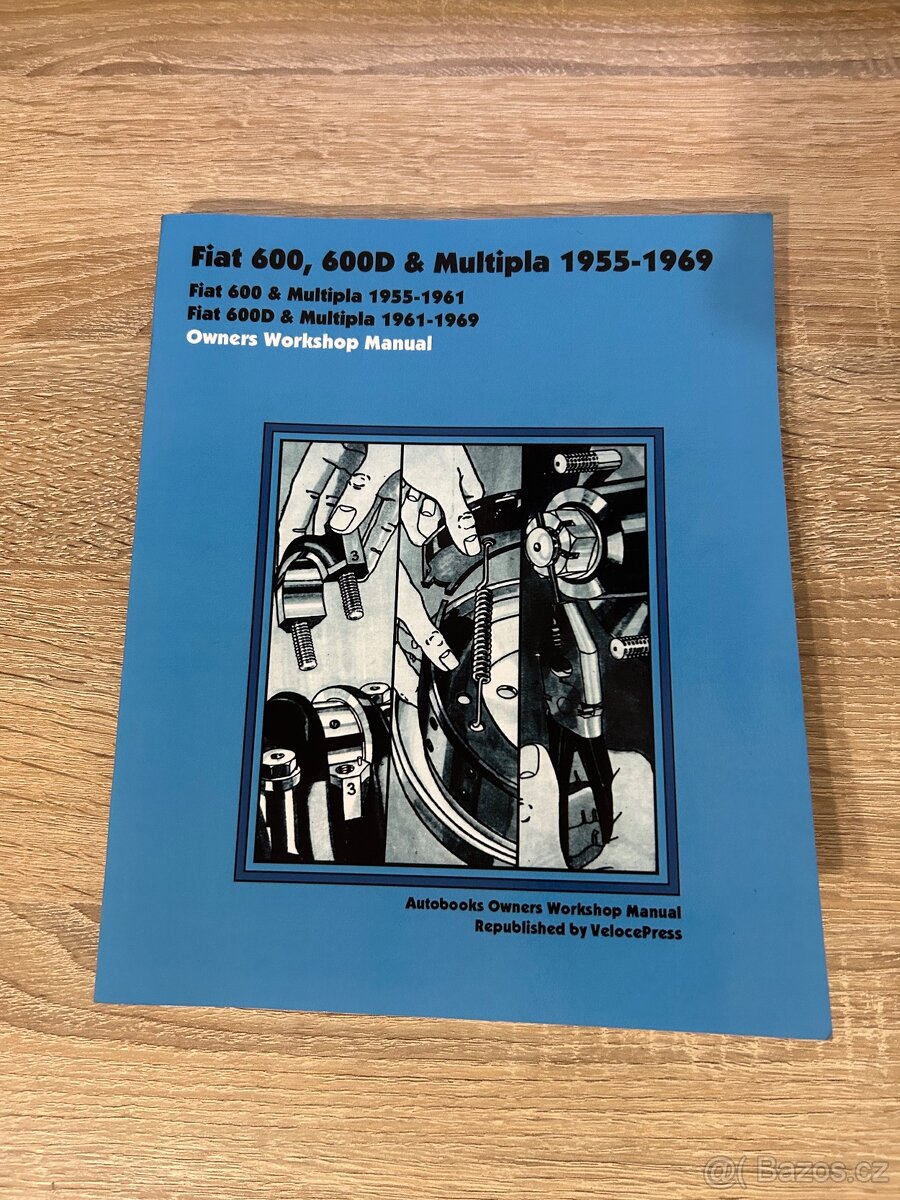 Fiat 600, 600D & Multipla 1955-1969
Fiat 600 & Multipla 1955-1961
Fiat 600D & Multipla 1961-1969
Owners Workshop Manual
3
3
Autobooks Owners Workshop Manual
Republished by VelocePress
@( Bazos.cz